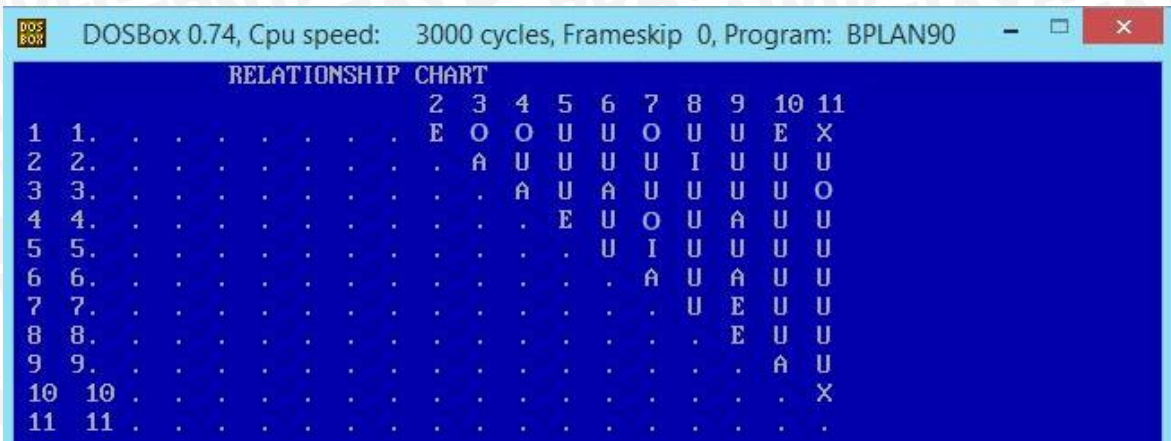 DOS BOX DOSBox 0.74, Cpu speed: 3000 cycles, Frameskip 0, Program: BPLAN90
RELATIONSHIP CHART
2 3 4 5 6 7 8 9 10 11
1 1. . . . . . . . E O O U U O U U E X
2 2. . . . . . . . . A U U U U I U U U
3 3. . . . . . . . . . A U A U U U U O
4 4. . . . . . . . . . . E U O U A U U
5 5. . . . . . . . . . . . U I U U U U
6 6. . . . . . . . . . . . . A U A U U
7 7. . . . . . . . . . . . . . U E U U
8 8. . . . . . . . . . . . . . . E U U
9 9. . . . . . . . . . . . . . . . A U
10 10 . . . . . . . . . . . . . . . . X
11 11 . . . . . . . . . . . . . . . . .